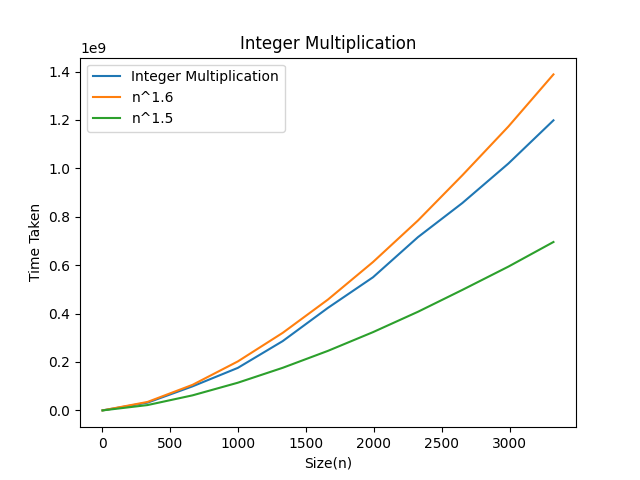 Integer Multiplication
1e9
Integer Multiplication
n^1.6
n^1.5
1.4
1.2
1.0
0.8
0.6
0.4
0.2
0.0
Time Taken
0 500 1000 1500 2000 2500 3000
Size(n)